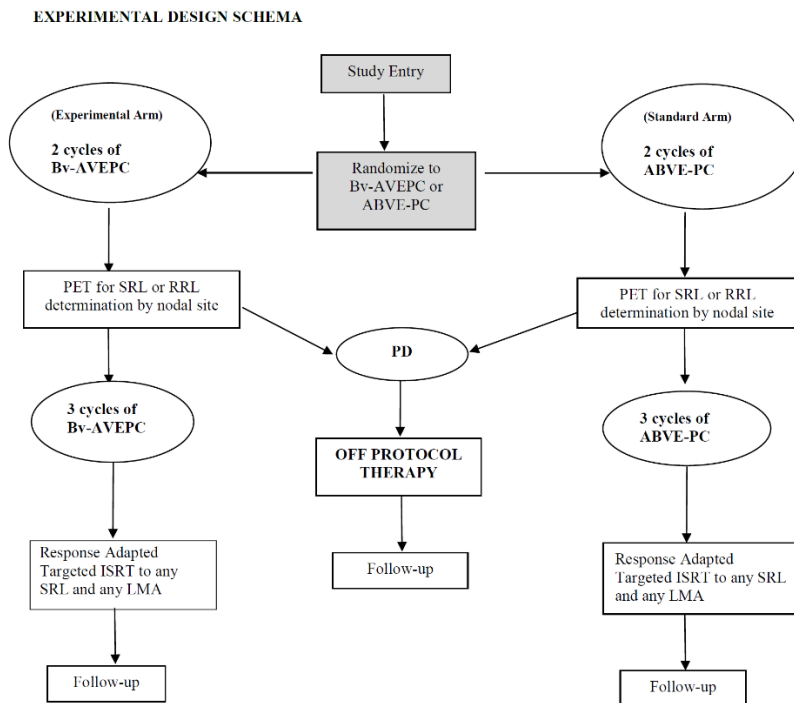 EXPERIMENTAL DESIGN SCHEMA
Study Entry
(Experimental Arm)
2 cycles of
Bv-AVEPC
Randomize to
Bv-AVEPC or
ABVE-PC
(Standard Arm)
2 cycles of
ABVE-PC
PET for SRL or RRL
determination by nodal site
PD
PET for SRL or RRL
determination by nodal site
3 cycles of
Bv-AVEPC
OFF PROTOCOL
THERAPY
3 cycles of
ABVE-PC
Response Adapted
Targeted ISRT to any
SRL and any LMA
Follow-up
Response Adapted
Targeted ISRT to any SRL
and any LMA
Follow-up
Follow-up